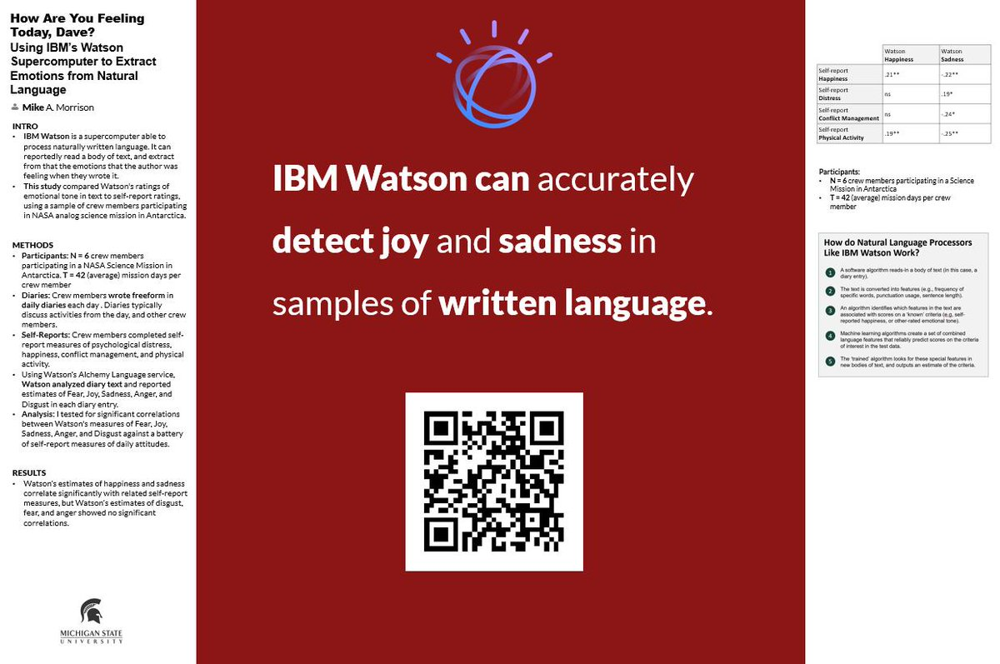 How Are You Feeling
Today, Dave?
Using IBM's Watson
Supercomputer to Extract
Emotions from Natural
Language
Mike A. Morrison
INTRO
• IBM Watson is a supercomputer able to
process naturally written language. It can
reportedly read a body of text, and extract
from that the emotions that the author was
feeling when they wrote it.
• This study compared Watson's ratings of
emotional tone in text to self-report ratings,
using a sample of crew members participating
in NASA analog science mission in Antarctica.
METHODS
• Participants: N = 6 crew members
participating in a NASA Science Mission in
Antarctica. T = 42 (average) mission days per
crew member
• Diaries: Crew members wrote freeform in
daily diaries each day . Diaries typically
discuss activities from the day, and other crew
members.
• Self-Reports: Crew members completed self-
report measures of psychological distress,
happiness, conflict management, and physical
activity.
• Using Watson's Alchemy Language service,
Watson analyzed diary text and reported
estimates of Fear, Joy, Sadness, Anger, and
Disgust in each diary entry.
• Analysis: I tested for significant correlations
between Watson's measures of Fear, Joy,
Sadness, Anger, and Disgust against a battery
of self-report measures of daily attitudes.
RESULTS
• Watson's estimates of happiness and sadness
correlate significantly with related self-report
measures, but Watson's estimates of disgust,
fear, and anger showed no significant
correlations.
MICHIGAN STATE
UNIVERSITY
IBM Watson can accurately
detect joy and sadness in
samples of written language.
Watson Happiness Watson Sadness
Self-report Happiness .21** -.22**
Self-report Distress ns .19*
Self-report Conflict Management ns -.24*
Self-report Physical Activity .19** -.25**
Participants:
• N = 6 crew members participating in a Science
Mission in Antarctica
• T = 42 (average) mission days per crew
member
How do Natural Language Processors
Like IBM Watson Work?
1 A software algorithm reads-in a body of text (in this case, a
diary entry).
2 The text is converted into features (e.g., frequency of
specific words, punctuation usage, sentence length).
3 An algorithm identifies which features in the text are
associated with scores on a 'known' criteria (e.g, self-
reported happiness, or other-rated emotional tone).
4 Machine learning algorithms create a set of combined
language features that reliably predict scores on the criteria
of interest in the test data.
5 The 'trained' algorithm looks for these special features in
new bodies of text, and outputs an estimate of the criteria.